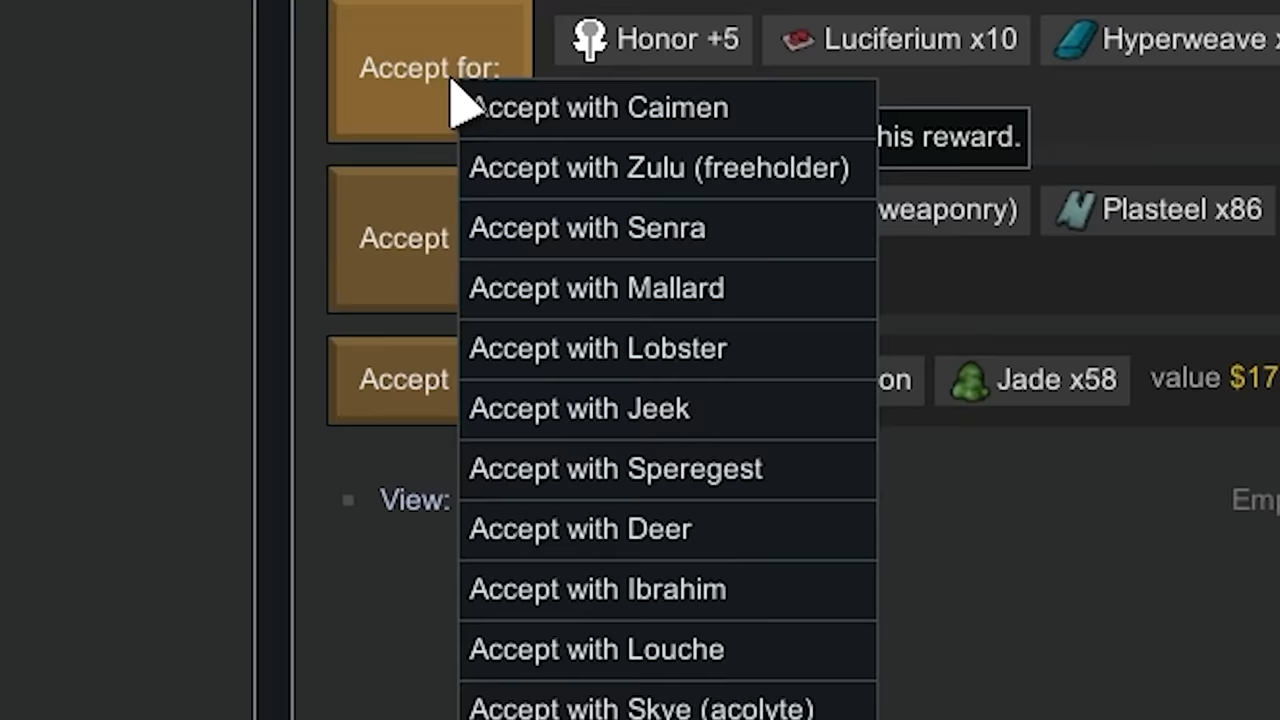 Accept for:
Honor +5
Luciferium x10
Hyperweave
Accept with Caimen
his reward.
Accept with Zulu (freeholder)
Accept
weaponry)
Plasteel x86
Accept with Senra
Accept with Mallard
Accept with Lobster
Accept
on
Jade x58
value $17
Accept with Jeek
Accept with Speregest
View:
Accept with Deer
Accept with Ibrahim
Accept with Louche
Accept with Skye (acolyte)